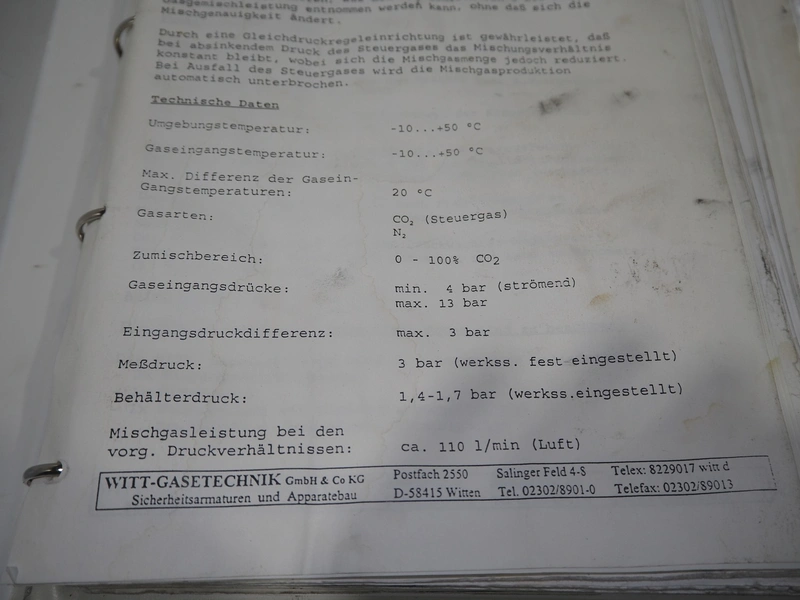 Gasgemischleistung entnommen werden kann, ohne daß sich die
Mischgenauigkeit ändert.
Durch eine Gleichdruckregeleinrichtung ist gewährleistet, daß
bei absinkendem Druck des Steuergases das Mischungsverhältnis
konstant bleibt, wobei sich die Mischgasmenge jedoch reduziert.
Bei Ausfall des Steuergases wird die Mischgasproduktion
automatisch unterbrochen.
Technische Daten
Umgebungstemperatur: -10...+50 °C
Gaseingangstemperatur: -10...+50 °C
Max. Differenz der Gasein-
Gangstemperaturen: 20 °C
Gasarten: CO₂ (Steuergas)
N₂
Zumischbereich: 0 - 100% CO2
Gaseingangsdrücke: min. 4 bar (strömend)
max. 13 bar
Eingangsdruckdifferenz: max. 3 bar
Meßdruck: 3 bar (werkss. fest eingestellt)
Behälterdruck: 1,4-1,7 bar (werkss.eingestellt)
Mischgasleistung bei den
vorg. Druckverhältnissen: ca. 110 l/min (Luft)
WITT-GASETECHNIK GmbH & Co KG Postfach 2550 Salinger Feld 4-8 Telex: 8229017 witt d
Sicherheitsarmaturen und Apparatebau D-58415 Witten Tel. 02302/8901-0 Telefax: 02302/89013